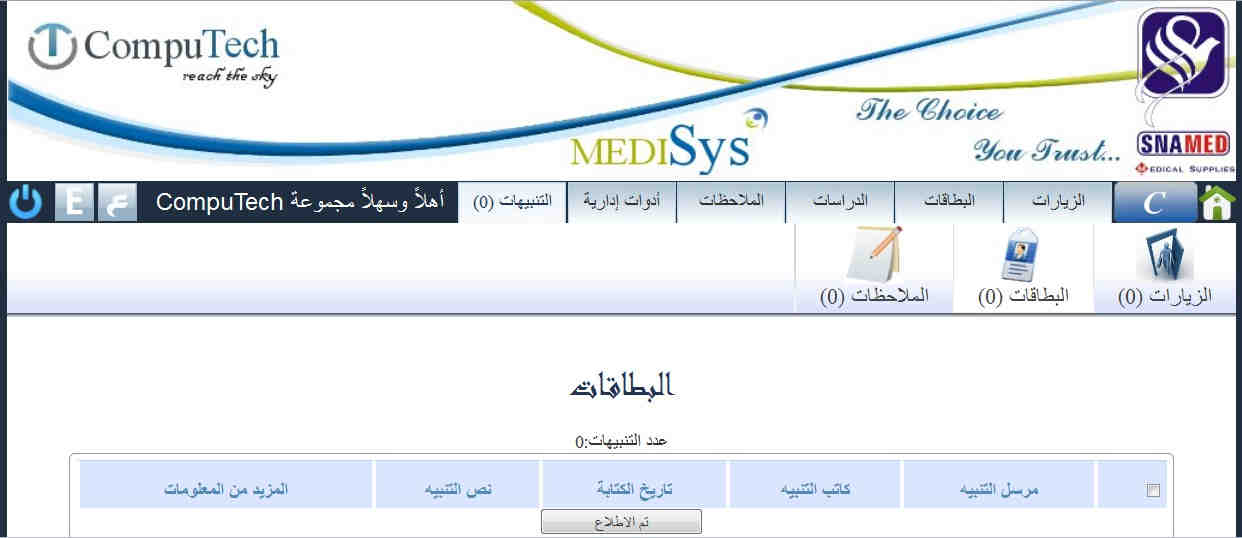 CompuTech
reach the sky
MEDISys
The Choice
You Trust...
SNAMED
MEDICAL SUPPLIES
C
الزيارات
البطاقات
الدراسات
الملاحظات
أدوات إدارية
التنبيهات (0)
أهلاً وسهلاً مجموعة CompuTech
ع
E
الزيارات (0)
البطاقات (0)
الملاحظات (0)
البطاقات
عدد التنبيهات:0
مرسل التنبيه
كاتب التنبيه
تاريخ الكتابة
نص التنبيه
المزيد من المعلومات
تم الاطلاع